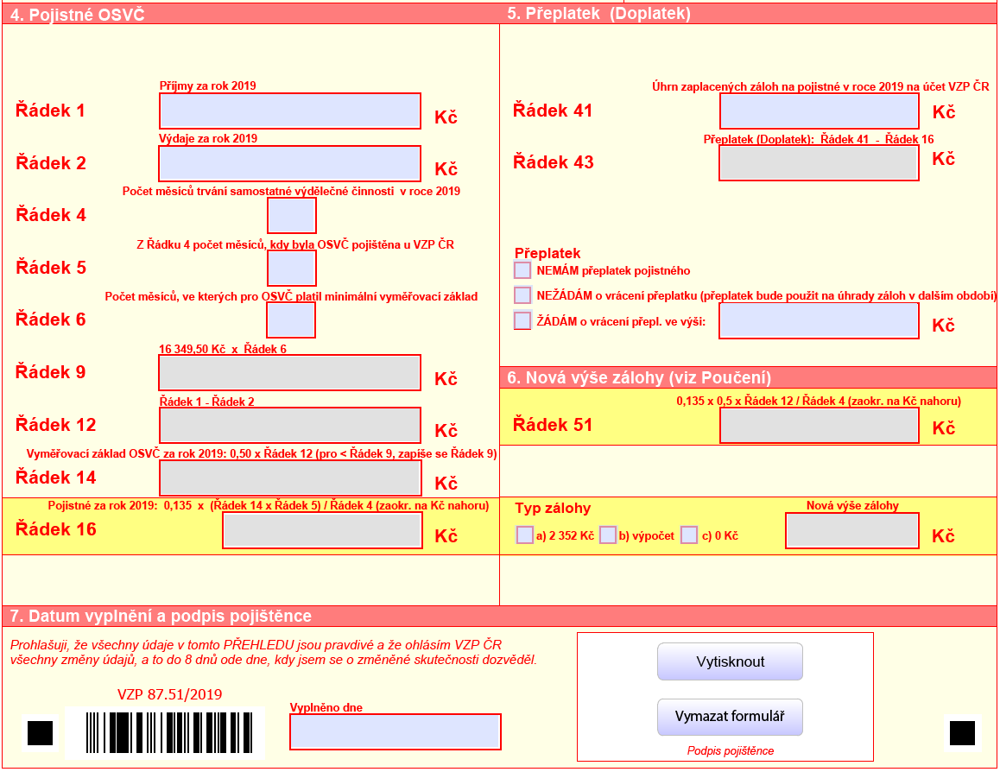 4. Pojistné OSVČ
Příjmy za rok 2019
Řádek 1
Kč
Výdaje za rok 2019
Řádek 2
Kč
Počet měsíců trvání samostatné výdělečné činnosti v roce 2019
Řádek 4
Z Řádku 4 počet měsíců, kdy byla OSVČ pojištěna u VZP ČR
Řádek 5
Počet měsíců, ve kterých pro OSVČ platil minimální vyměřovací základ
Řádek 6
16 349,50 Kč x Řádek 6
Řádek 9
Kč
Řádek 1 - Řádek 2
Řádek 12
Kč
Vyměřovací základ OSVČ za rok 2019: 0,50 x Řádek 12 (pro < Řádek 9, zapíše se Řádek 9)
Řádek 14
Kč
Pojistné za rok 2019: 0,135 x (Řádek 14 x Řádek 5) / Řádek 4 (zaokr. na Kč nahoru)
Řádek 16
Kč
5. Přeplatek (Doplatek)
Úhrn zaplacených záloh na pojistné v roce 2019 na účet VZP ČR
Řádek 41
Kč
Přeplatek (Doplatek): Řádek 41 - Řádek 16
Řádek 43
Kč
Přeplatek
NEMÁM přeplatek pojistného
NEŽÁDÁM o vrácení přeplatku (přeplatek bude použit na úhrady záloh v dalším období)
ŽÁDÁM o vrácení přepl. ve výši:
Kč
6. Nová výše zálohy (viz Poučení)
0,135 x 0,5 x Řádek 12 / Řádek 4 (zaokr. na Kč nahoru)
Řádek 51
Kč
Typ zálohy
Nová výše zálohy
a) 2 352 Kč b) výpočet c) 0 Kč
Kč
7. Datum vyplnění a podpis pojištěnce
Prohlašuji, že všechny údaje v tomto PŘEHLEDU jsou pravdivé a že ohlásím VZP ČR
všechny změny údajů, a to do 8 dnů ode dne, kdy jsem se o změněné skutečnosti dozvěděl.
VZP 87.51/2019
Vyplněno dne
Vytisknout
Vymazat formulář
Podpis pojištěnce